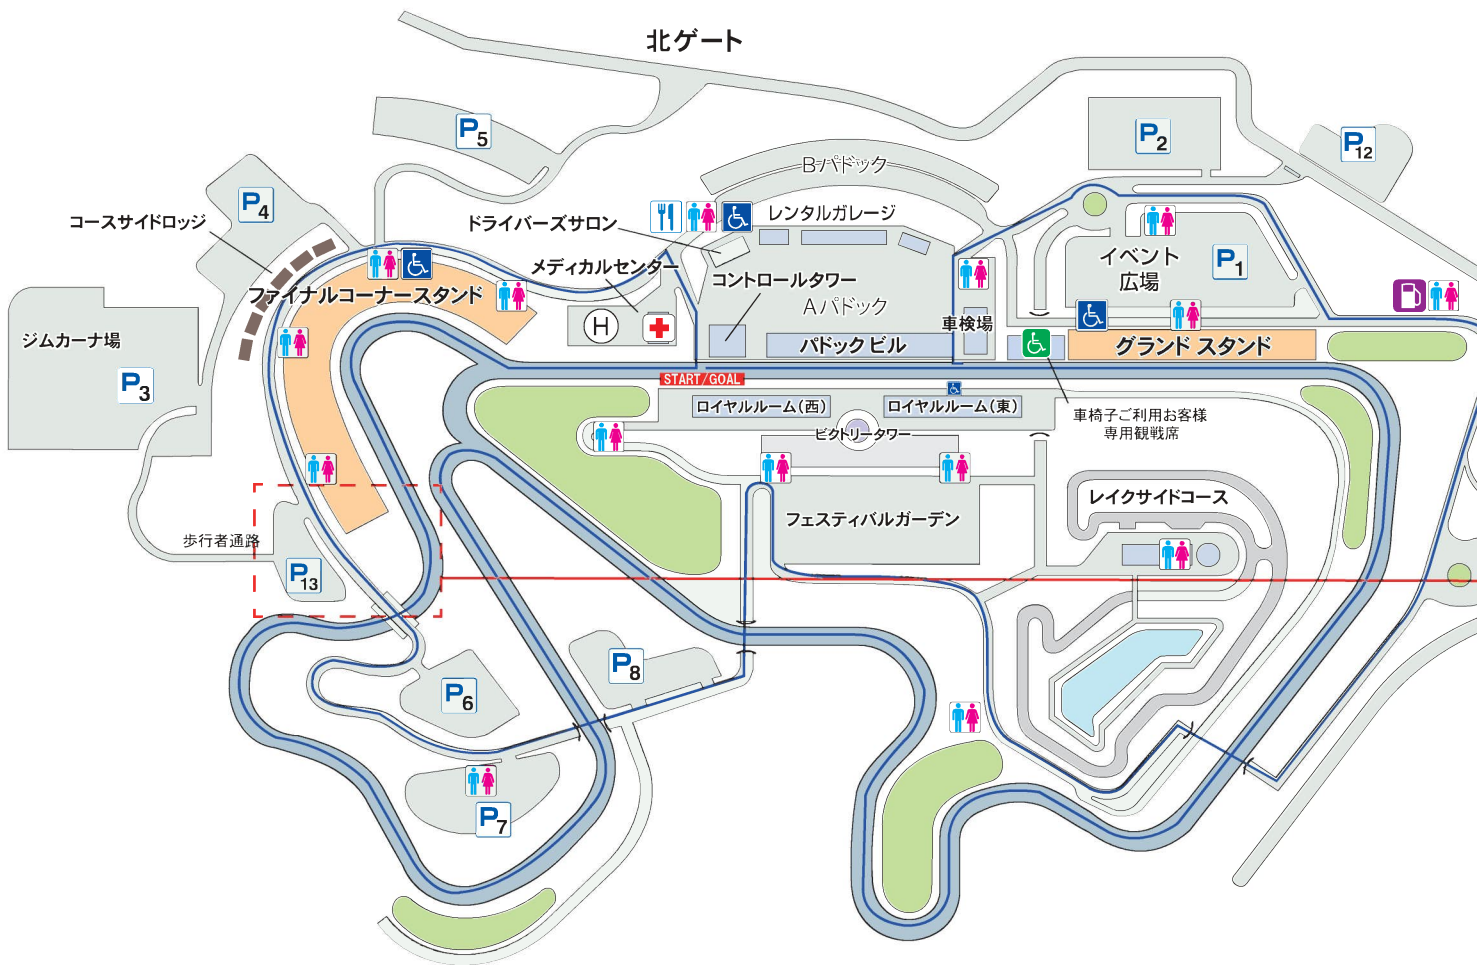 北ゲート
P5
P2
P12
Bパドック
P4
コースサイドロッジ
ドライバーズサロン
レンタルガレージ
イベント
広場
P1
メディカルセンター
コントロールタワー
ファイナルコーナースタンド
Aパドック
H
車検場
ジムカーナ場
パドックビル
グランド スタンド
START/GOAL
P3
ロイヤルルーム(西)
ロイヤルルーム(東)
車椅子ご利用お客様
専用観戦席
ビクトリータワー
レイクサイドコース
フェスティバルガーデン
歩行者通路
P13
P8
P6
P7